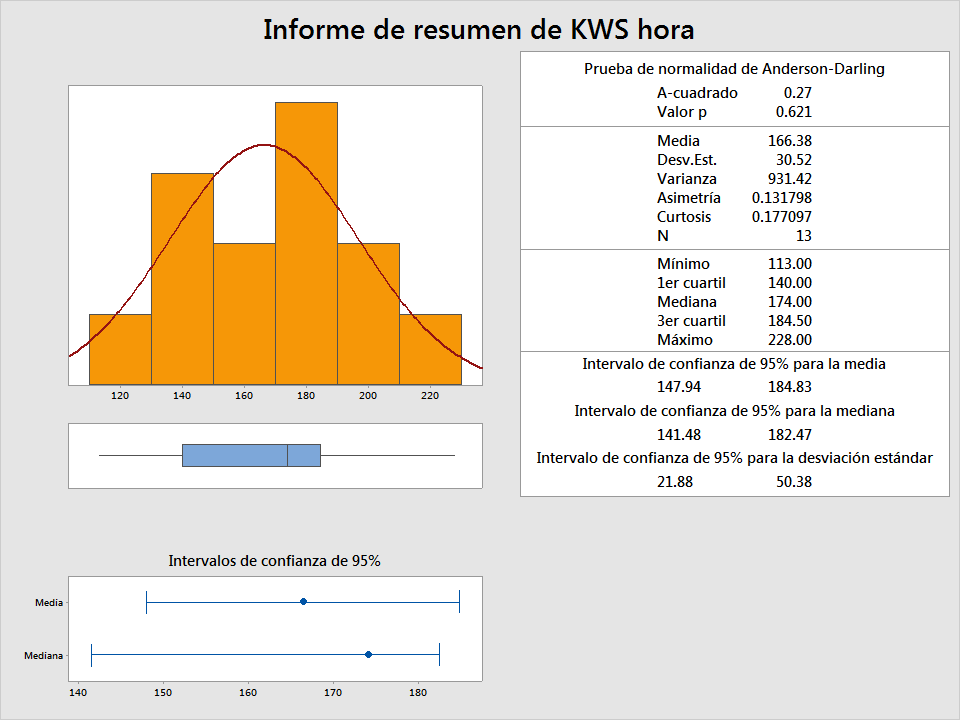 Informe de resumen de KWS hora
Prueba de normalidad de Anderson-Darling
A-cuadrado 0.27
Valor p 0.621
Media 166.38
Desv.Est. 30.52
Varianza 931.42
Asimetría 0.131798
Curtosis 0.177097
N 13
Mínimo 113.00
1er cuartil 140.00
Mediana 174.00
3er cuartil 184.50
Máximo 228.00
Intervalo de confianza de 95% para la media
147.94 184.83
Intervalo de confianza de 95% para la mediana
141.48 182.47
Intervalo de confianza de 95% para la desviación estándar
21.88 50.38
120 140 160 180 200 220
Intervalos de confianza de 95%
Media
Mediana
140 150 160 170 180